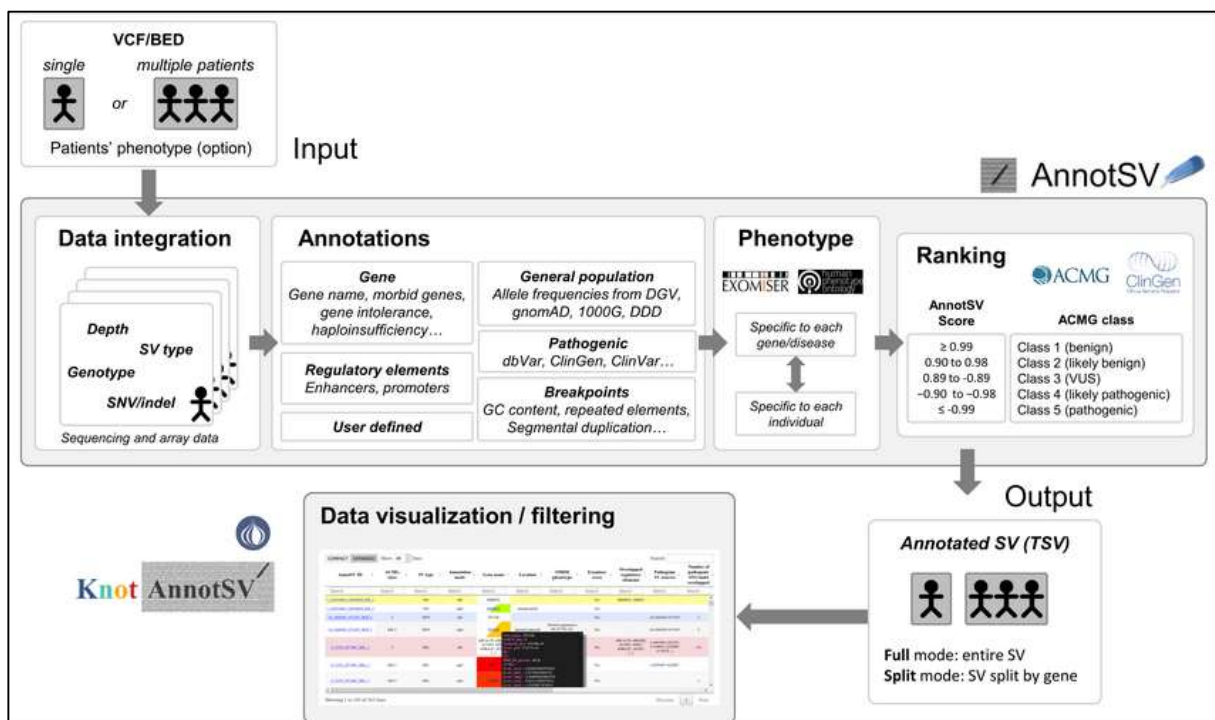 VCF/BED
single
multiple patients
or
Patients' phenotype (option)
Input
AnnotSV
Data integration
Depth
SV type
Genotype
SNV/indel
Sequencing and array data
Annotations
Gene
Gene name, morbid genes,
gene intolerance,
haploinsufficiency…
Regulatory elements
Enhancers, promoters
User defined
General population
Allele frequencies from DGV,
gnomAD, 1000G, DDD
Pathogenic
dbVar, ClinGen, ClinVar…
Breakpoints
GC content, repeated elements,
Segmental duplication…
Phenotype
EXOMISER
human
phenotype
ontology
Specific to each
gene/disease
Specific to each
individual
Ranking
ACMG
ClinGen
AnnotSV
Score
ACMG class
≥ 0.99
Class 1 (benign)
0.90 to 0.98
Class 2 (likely benign)
0.89 to -0.89
Class 3 (VUS)
−0.90 to −0.98
Class 4 (likely pathogenic)
≤ -0.99
Class 5 (pathogenic)
Output
Annotated SV (TSV)
Full mode: entire SV
Split mode: SV split by gene
Data visualization / filtering
Knot AnnotSV